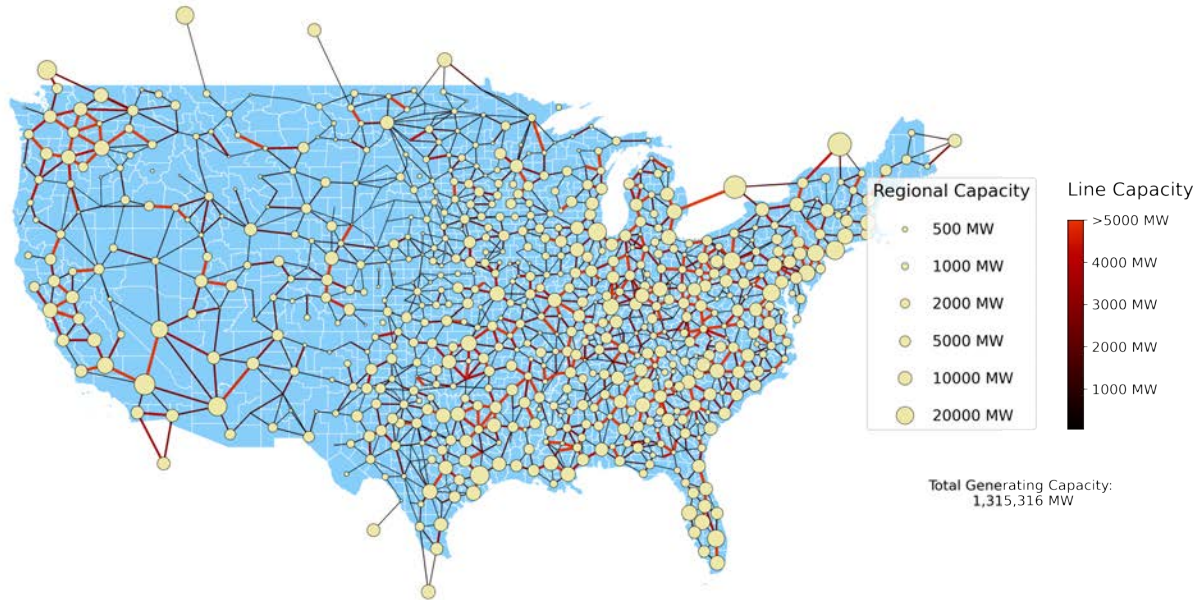 Regional Capacity
500 MW
1000 MW
2000 MW
5000 MW
10000 MW
20000 MW
Line Capacity
>5000 MW
4000 MW
3000 MW
2000 MW
1000 MW
Total Generating Capacity:
1,315,316 MW